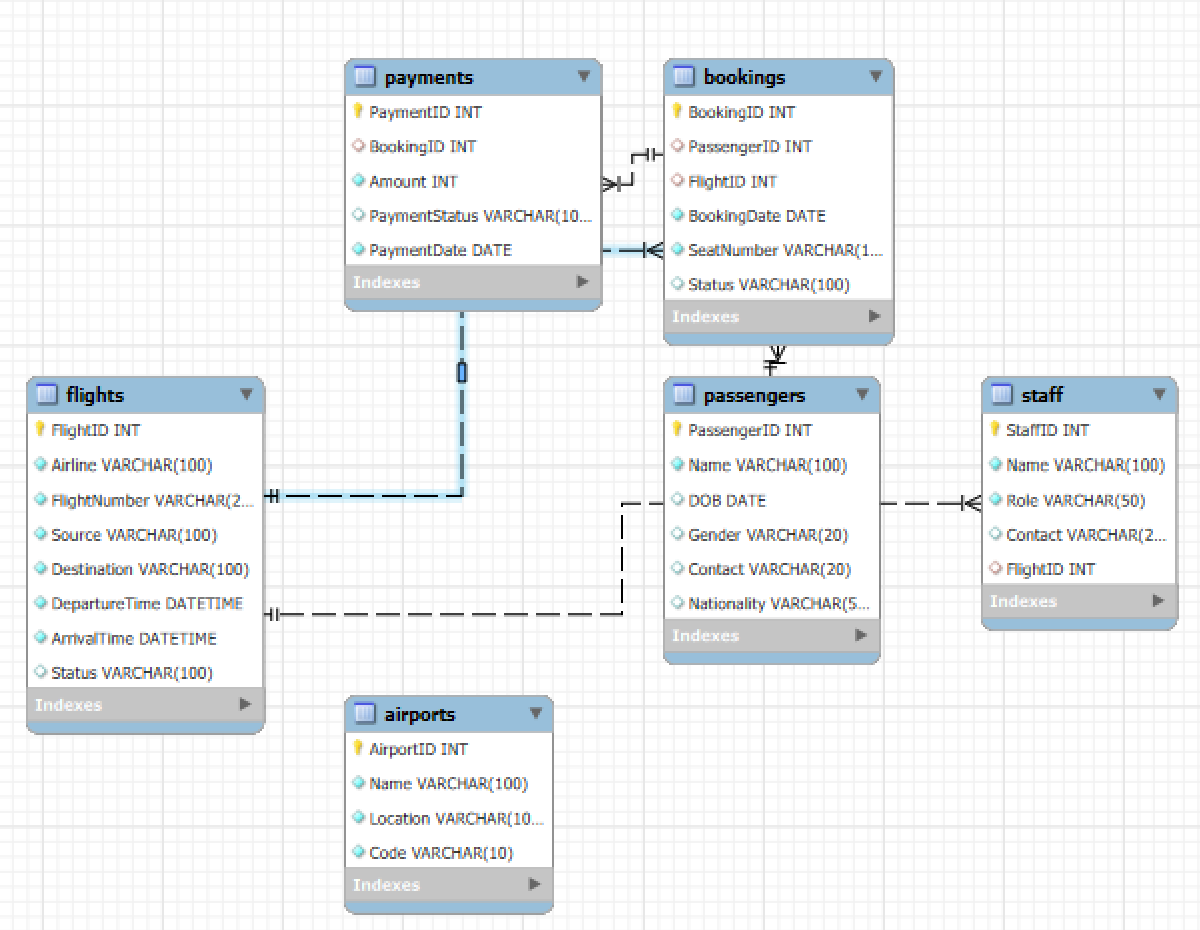 payments
PaymentID INT
BookingID INT
Amount INT
PaymentStatus VARCHAR(10...
PaymentDate DATE
Indexes
bookings
BookingID INT
PassengerID INT
FlightID INT
BookingDate DATE
SeatNumber VARCHAR(1...
Status VARCHAR(100)
Indexes
flights
FlightID INT
Airline VARCHAR(100)
FlightNumber VARCHAR(2...
Source VARCHAR(100)
Destination VARCHAR(100)
DepartureTime DATETIME
ArrivalTime DATETIME
Status VARCHAR(100)
Indexes
passengers
PassengerID INT
Name VARCHAR(100)
DOB DATE
Gender VARCHAR(20)
Contact VARCHAR(20)
Nationality VARCHAR(5...
Indexes
staff
StaffID INT
Name VARCHAR(100)
Role VARCHAR(50)
Contact VARCHAR(2...
FlightID INT
Indexes
airports
AirportID INT
Name VARCHAR(100)
Location VARCHAR(10...
Code VARCHAR(10)
Indexes